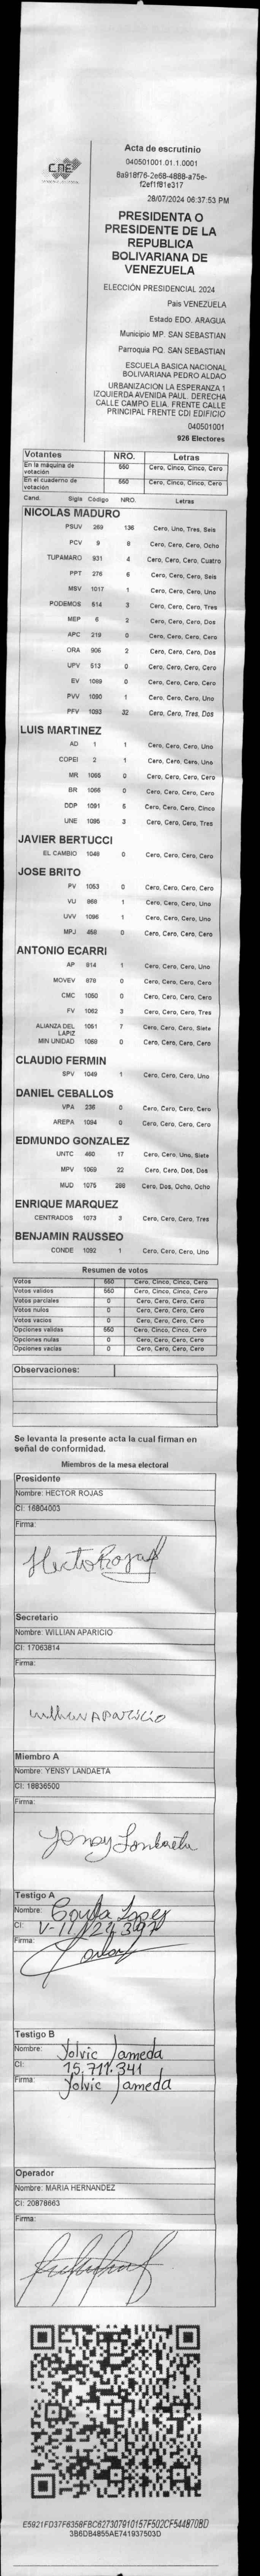 CNE
Acta de escrutinio
040501001.01.1.0001
8a918f76-2e68-4888-a75e-
f2ef1f81e317
28/07/2024 06:37:53 PM
PRESIDENTA O
PRESIDENTE DE LA
REPUBLICA
BOLIVARIANA DE
VENEZUELA
ELECCIÓN PRESIDENCIAL 2024
Pais VENEZUELA
Estado EDO. ARAGUA
Municipio MP. SAN SEBASTIAN
Parroquia PQ. SAN SEBASTIAN
ESCUELA BASICA NACIONAL
BOLIVARIANA PEDRO ALDAO
URBANIZACION LA ESPERANZA 1
IZQUIERDA AVENIDA PAUL. DERECHA
CALLE CAMPO ELIA. FRENTE CALLE
PRINCIPAL FRENTE CDI EDIFICIO
040501001
926 Electores
Votantes NRO. Letras
En la máquina de votación 550 Cero, Cinco, Cinco, Cero
En el cuaderno de votación 550 Cero, Cinco, Cinco, Cero
Cand. Sigla Código NRO. Letras
NICOLAS MADURO
PSUV 269 136 Cero, Uno, Tres, Seis
PCV 9 8 Cero, Cero, Cero, Ocho
TUPAMARO 931 4 Cero, Cero, Cero, Cuatro
PPT 276 6 Cero, Cero, Cero, Seis
MSV 1017 1 Cero, Cero, Cero, Uno
PODEMOS 514 3 Cero, Cero, Cero, Tres
MEP 6 2 Cero, Cero, Cero, Dos
APC 219 0 Cero, Cero, Cero, Cero
ORA 906 2 Cero, Cero, Cero, Dos
UPV 513 0 Cero, Cero, Cero, Cero
EV 1089 0 Cero, Cero, Cero, Cero
PVV 1090 1 Cero, Cero, Cero, Uno
PFV 1093 32 Cero, Cero, Tres, Dos
LUIS MARTINEZ
AD 1 1 Cero, Cero, Cero, Uno
COPEI 2 1 Cero, Cero, Cero, Uno
MR 1065 0 Cero, Cero, Cero, Cero
BR 1066 0 Cero, Cero, Cero, Cero
DDP 1091 5 Cero, Cero, Cero, Cinco
UNE 1095 3 Cero, Cero, Cero, Tres
JAVIER BERTUCCI
EL CAMBIO 1048 0 Cero, Cero, Cero, Cero
JOSE BRITO
PV 1053 0 Cero, Cero, Cero, Cero
VU 968 1 Cero, Cero, Cero, Uno
UVV 1096 1 Cero, Cero, Cero, Uno
MPJ 458 0 Cero, Cero, Cero, Cero
ANTONIO ECARRI
AP 914 1 Cero, Cero, Cero, Uno
MOVEV 878 0 Cero, Cero, Cero, Cero
CMC 1050 0 Cero, Cero, Cero, Cero
FV 1062 3 Cero, Cero, Cero, Tres
ALIANZA DEL LAPIZ 1051 7 Cero, Cero, Cero, Siete
MIN UNIDAD 1068 0 Cero, Cero, Cero, Cero
CLAUDIO FERMIN
SPV 1049 1 Cero, Cero, Cero, Uno
DANIEL CEBALLOS
VPA 236 0 Cero, Cero, Cero, Cero
AREPA 1094 0 Cero, Cero, Cero, Cero
EDMUNDO GONZALEZ
UNTC 460 17 Cero, Cero, Uno, Siete
MPV 1069 22 Cero, Cero, Dos, Dos
MUD 1075 288 Cero, Dos, Ocho, Ocho
ENRIQUE MARQUEZ
CENTRADOS 1073 3 Cero, Cero, Cero, Tres
BENJAMIN RAUSSEO
CONDE 1092 1 Cero, Cero, Cero, Uno
Resumen de votos
Votos 550 Cero, Cinco, Cinco, Cero
Votos validos 550 Cero, Cinco, Cinco, Cero
Votos parciales 0 Cero, Cero, Cero, Cero
Votos nulos 0 Cero, Cero, Cero, Cero
Votos vacios 0 Cero, Cero, Cero, Cero
Opciones validas 550 Cero, Cinco, Cinco, Cero
Opciones nulas 0 Cero, Cero, Cero, Cero
Opciones vacias 0 Cero, Cero, Cero, Cero
Observaciones:
Se levanta la presente acta la cual firman en
señal de conformidad.
Miembros de la mesa electoral
Presidente
Nombre: HECTOR ROJAS
CI: 16804003
Firma:
Hector Rojas
Secretario
Nombre: WILLIAN APARICIO
CI: 17063814
Firma:
Willian APARICIO
Miembro A
Nombre: YENSY LANDAETA
CI: 18836500
Firma:
Yensy Landaeta
Testigo A
Nombre: Lopez
CI:
Firma:
Testigo B
Nombre: Yolvic Jameda
CI: 15.711.341
Firma: Yolvic Jameda
Operador
Nombre: MARIA HERNANDEZ
CI: 20878663
Firma:
E5921FD37F6358FBC627307910157F502CF544870BD
3B6DB4855AE741937503D